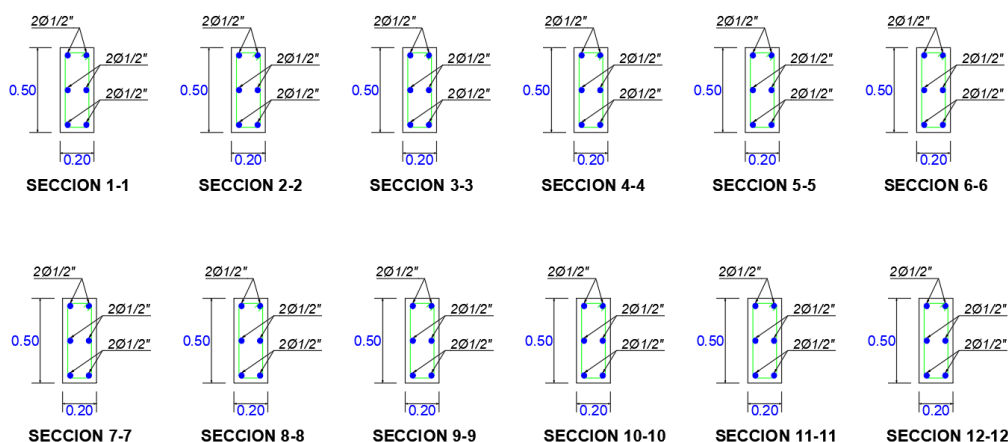 2Ø1/2" 2Ø1/2" 2Ø1/2" 2Ø1/2" 2Ø1/2" 2Ø1/2"
2Ø1/2" 2Ø1/2" 2Ø1/2" 2Ø1/2" 2Ø1/2" 2Ø1/2"
0.50 0.50 0.50 0.50 0.50 0.50
2Ø1/2" 2Ø1/2" 2Ø1/2" 2Ø1/2" 2Ø1/2" 2Ø1/2"
0.20 0.20 0.20 0.20 0.20 0.20
SECCION 1-1 SECCION 2-2 SECCION 3-3 SECCION 4-4 SECCION 5-5 SECCION 6-6
2Ø1/2" 2Ø1/2" 2Ø1/2" 2Ø1/2" 2Ø1/2" 2Ø1/2"
2Ø1/2" 2Ø1/2" 2Ø1/2" 2Ø1/2" 2Ø1/2" 2Ø1/2"
0.50 0.50 0.50 0.50 0.50 0.50
2Ø1/2" 2Ø1/2" 2Ø1/2" 2Ø1/2" 2Ø1/2" 2Ø1/2"
0.20 0.20 0.20 0.20 0.20 0.20
SECCION 7-7 SECCION 8-8 SECCION 9-9 SECCION 10-10 SECCION 11-11 SECCION 12-12